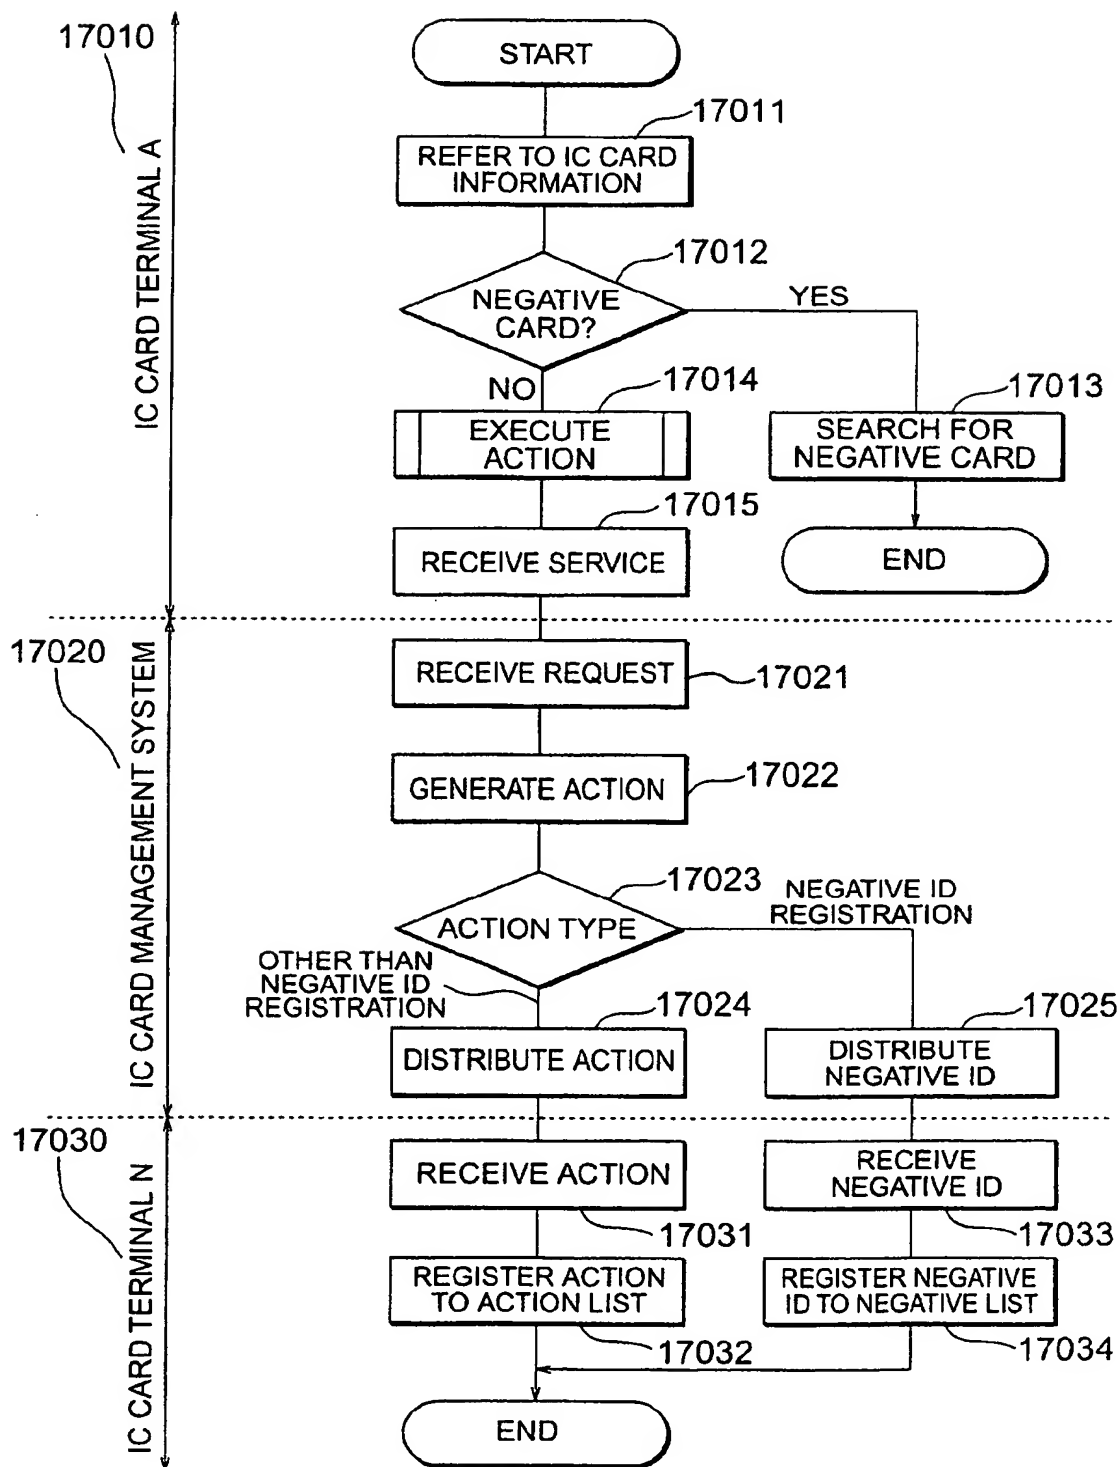 17010
IC CARD TERMINAL A
START
17011
REFER TO IC CARD
INFORMATION
17012
NEGATIVE
CARD?
YES
NO
17014
EXECUTE
ACTION
17013
SEARCH FOR
NEGATIVE CARD
END
17015
RECEIVE SERVICE
17020
IC CARD MANAGEMENT SYSTEM
RECEIVE REQUEST
17021
GENERATE ACTION
17022
17023
ACTION TYPE
NEGATIVE ID
REGISTRATION
OTHER THAN
NEGATIVE ID
REGISTRATION
17024
DISTRIBUTE ACTION
17025
DISTRIBUTE
NEGATIVE ID
17030
IC CARD TERMINAL N
RECEIVE ACTION
17031
RECEIVE
NEGATIVE ID
17033
REGISTER ACTION
TO ACTION LIST
17032
REGISTER NEGATIVE
ID TO NEGATIVE LIST
17034
END